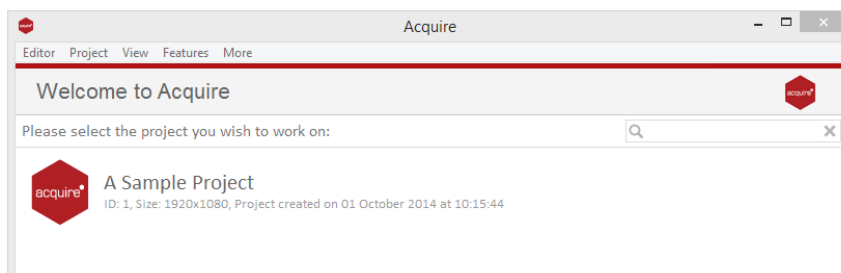 Acquire
Editor Project View Features More
Welcome to Acquire
acquire
Please select the project you wish to work on:
acquire
A Sample Project
ID: 1, Size: 1920x1080, Project created on 01 October 2014 at 10:15:44